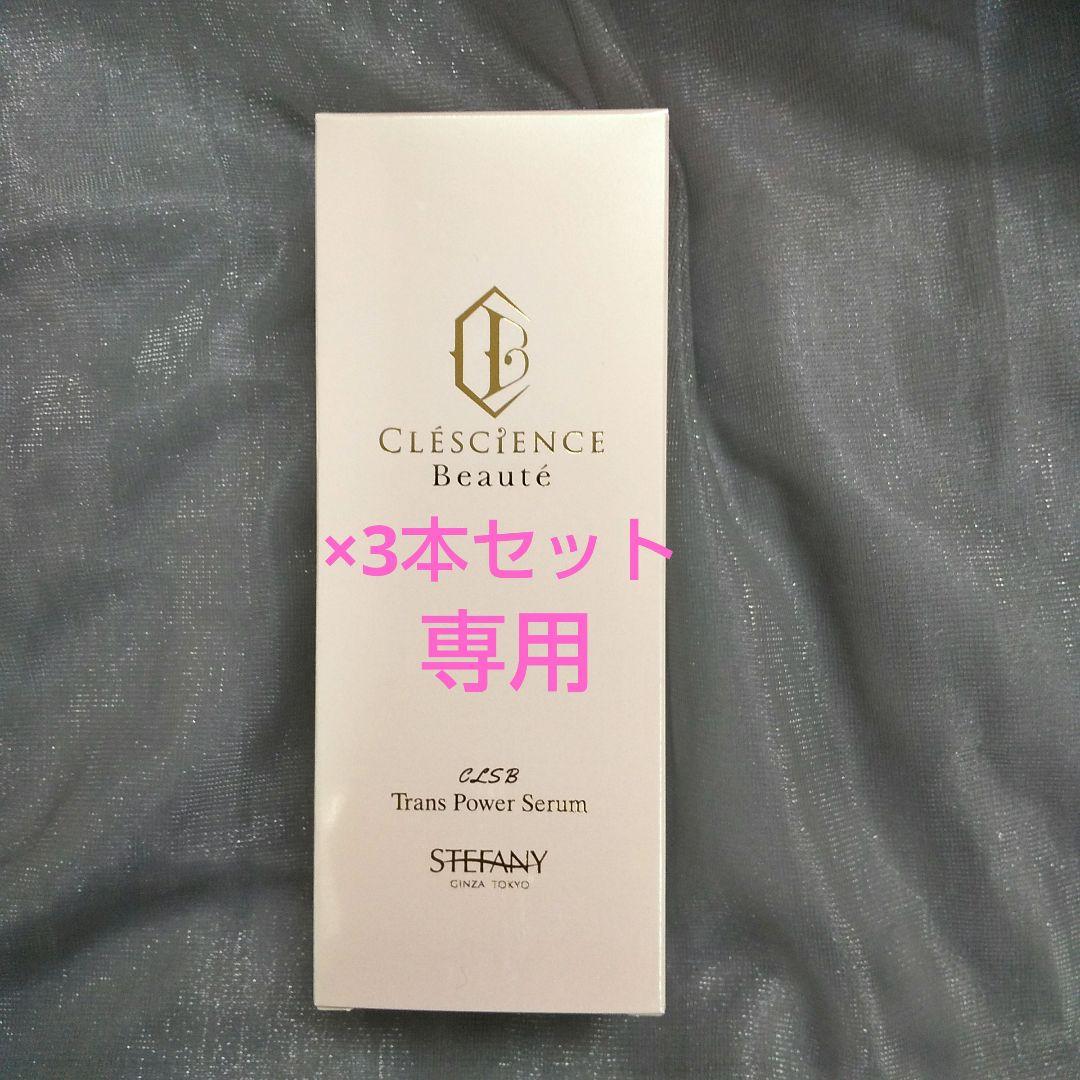 CLÉSCIENCE
Beauté
×3本セット
専用
CLSB
Trans Power Serum
STEFANY
GINZA TOKYO